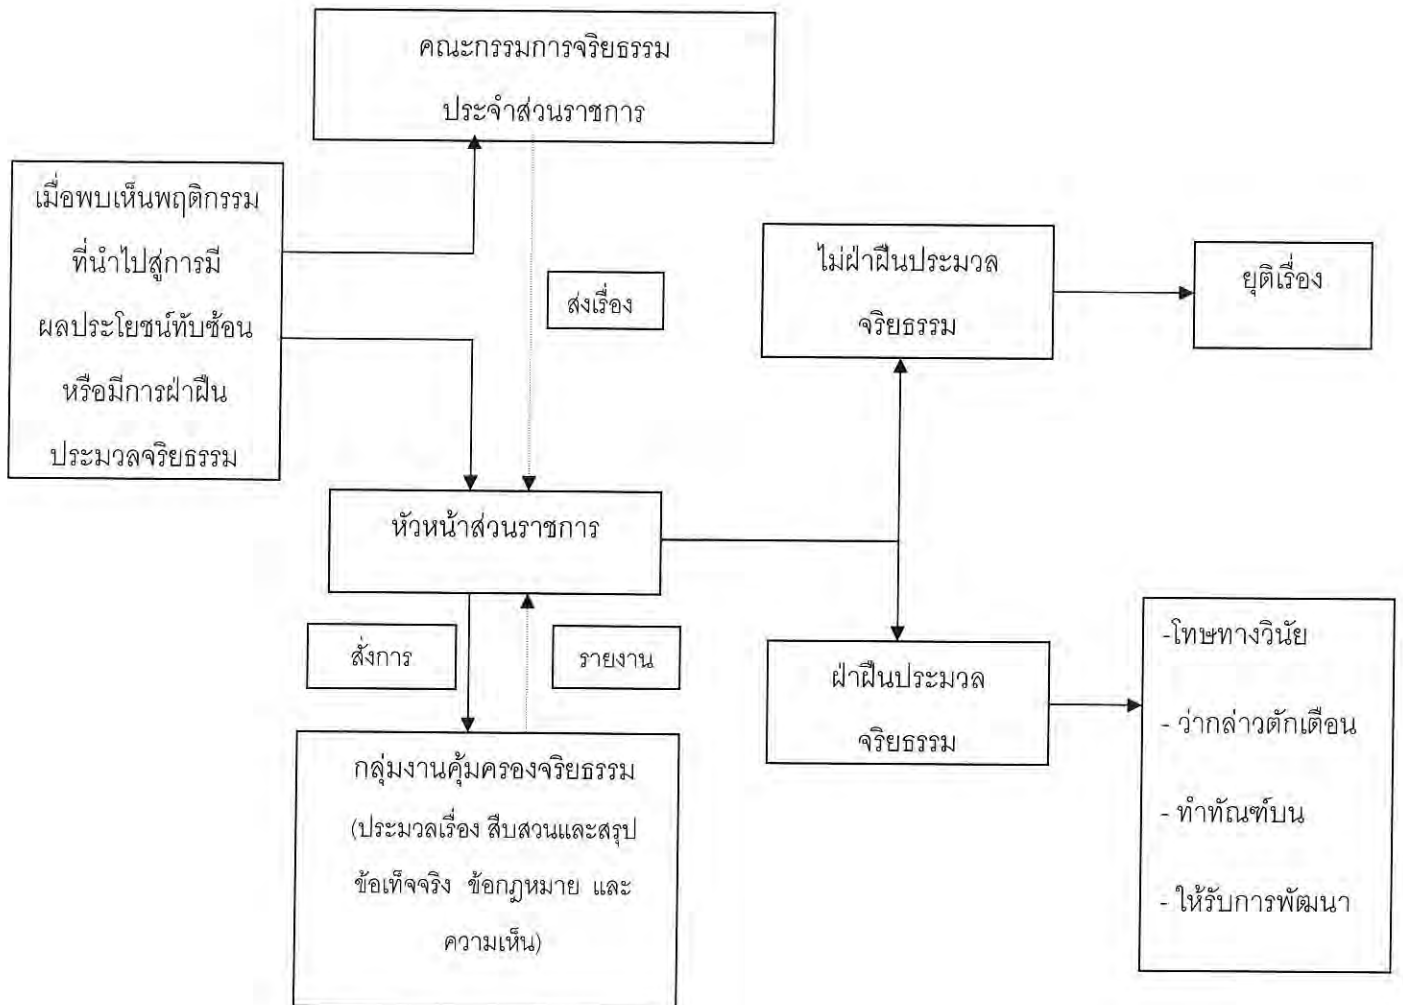 คณะกรรมการจริยธรรม
ประจำส่วนราชการ
เมื่อพบเห็นพฤติกรรม
ที่นำไปสู่การมี
ผลประโยชน์ทับซ้อน
หรือมีการฝ่าฝืน
ประมวลจริยธรรม
ส่งเรื่อง
ไม่ฝ่าฝืนประมวล
จริยธรรม
ยุติเรื่อง
หัวหน้าส่วนราชการ
สั่งการ
รายงาน
ฝ่าฝืนประมวล
จริยธรรม
-โทษทางวินัย
- ว่ากล่าวตักเตือน
- ทำทัณฑ์บน
- ให้รับการพัฒนา
กลุ่มงานคุ้มครองจริยธรรม
(ประมวลเรื่อง สืบสวนและสรุป
ข้อเท็จจริง ข้อกฎหมาย และ
ความเห็น)